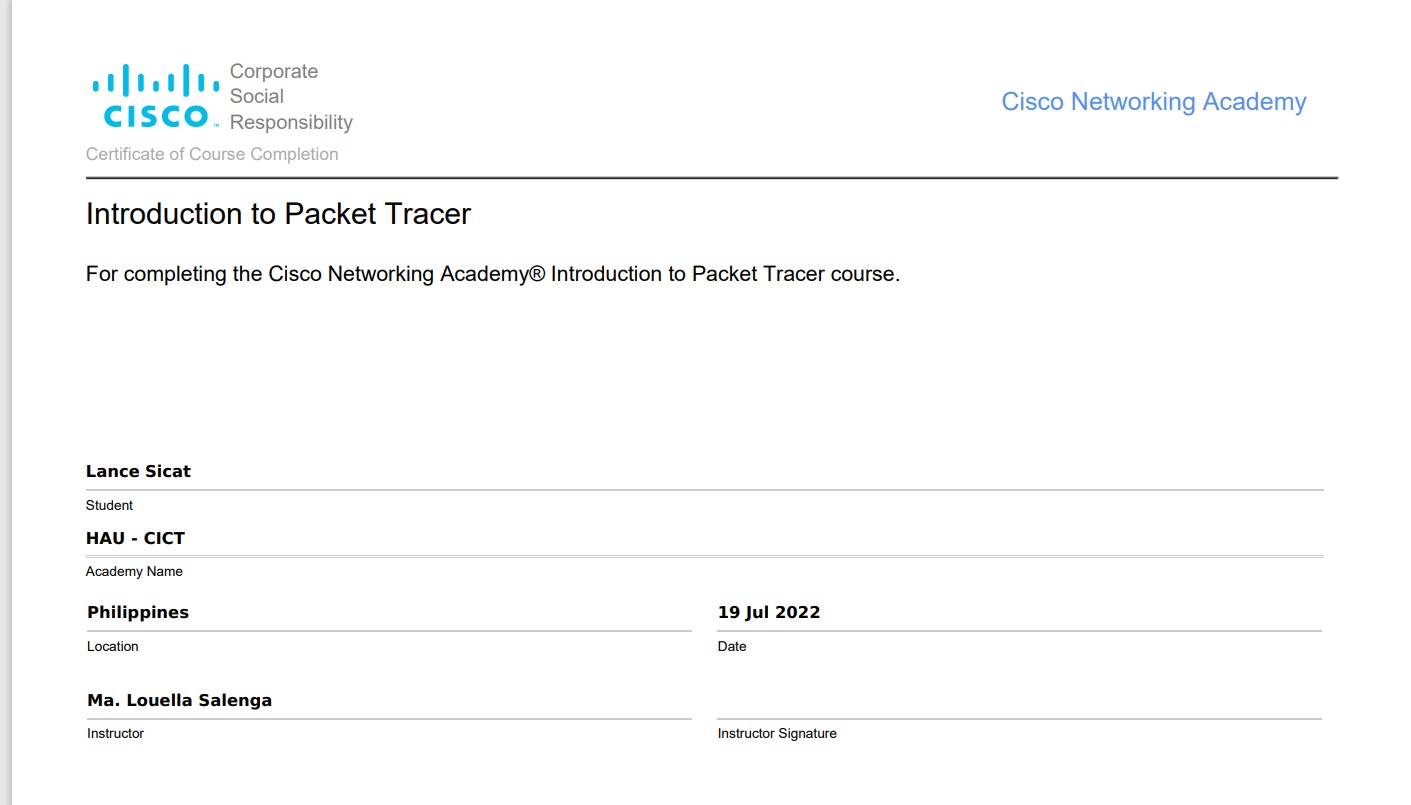 Corporate
Social
CISCO™ Responsibility
Cisco Networking Academy
Certificate of Course Completion
Introduction to Packet Tracer
For completing the Cisco Networking Academy® Introduction to Packet Tracer course.
Lance Sicat
Student
HAU - CICT
Academy Name
Philippines
Location
19 Jul 2022
Date
Ma. Louella Salenga
Instructor
Instructor Signature